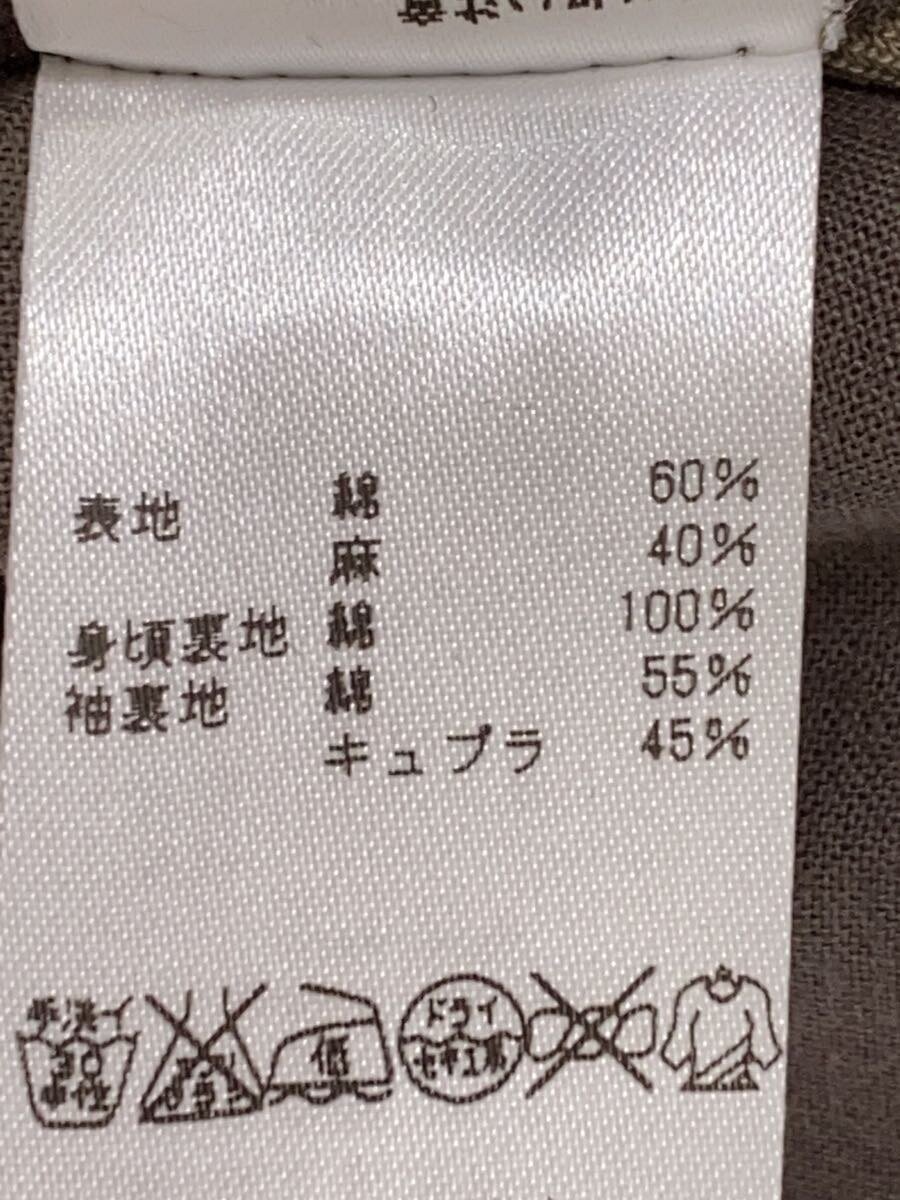 表地 綿 60%
麻 40%
身頃裏地 綿 100%
袖裏地 綿 55%
キュプラ 45%
手洗イ 30 中性
低
ドライ セキユ系